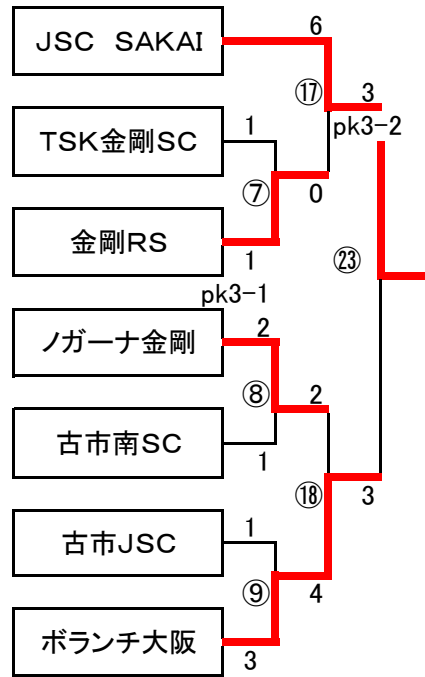 6
JSC SAKAI
⑰ 3
pk3-2
1
TSK金剛SC
⑦ 0
金剛RS
1
㉓
pk3-1
2
ノガーナ金剛
⑧ 2
古市南SC
1
⑱ 3
1
古市JSC
⑨ 4
ボランチ大阪
3